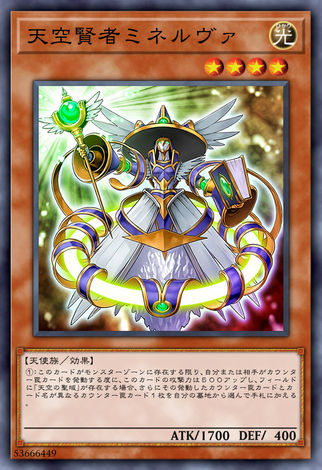 天空賢者ミネルヴァ
光
【天使族／効果】
①：このカードがモンスターゾーンに存在する限り、自分または相手がカウンタ
ー罠カードを発動する度に、このカードの攻撃力は５００アップし、フィールド
に「天空の聖域」が存在する場合、さらにその発動したカウンター罠カードとカ
ード名が異なるカウンター罠カード１枚を自分の墓地から選んで手札に加える
ATK/1700 DEF/ 400
53666449